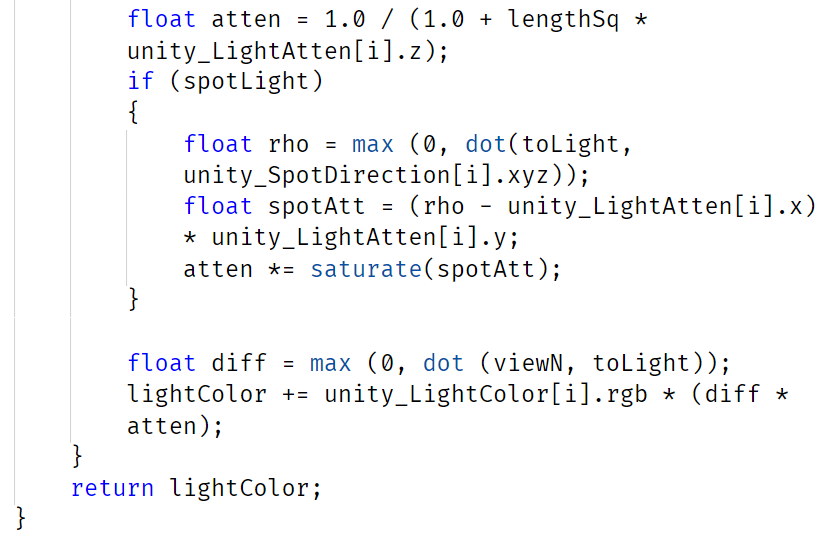 float atten = 1.0 / (1.0 + lengthSq *
unity_LightAtten[i].z);
if (spotLight)
{
float rho = max (0, dot(toLight,
unity_SpotDirection[i].xyz));
float spotAtt = (rho - unity_LightAtten[i].x)
* unity_LightAtten[i].y;
atten *= saturate(spotAtt);
}
float diff = max (0, dot (viewN, toLight));
lightColor += unity_LightColor[i].rgb * (diff *
atten);
}
return lightColor;
}